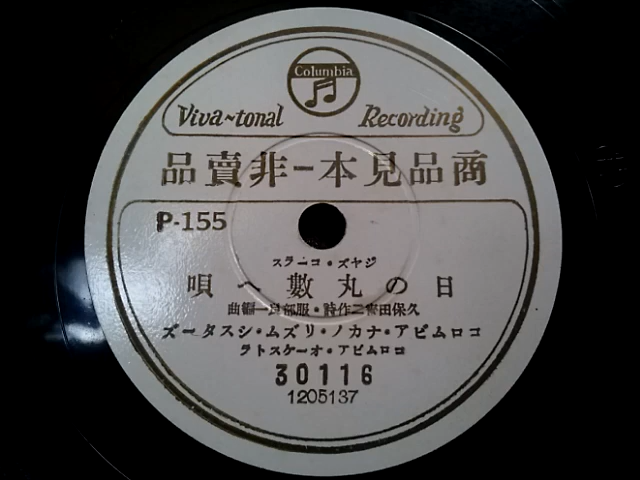 Columbia
Viva~tonal Recording
商品見本-非賣品
P-155
ジヤズ・コーラス
日の丸數へ唄
久保田宵二作詩・服部良一編曲
コロムビア・ナカノ・リズム・シスターズ
コロムビア・オーケストラ
30116
1205137